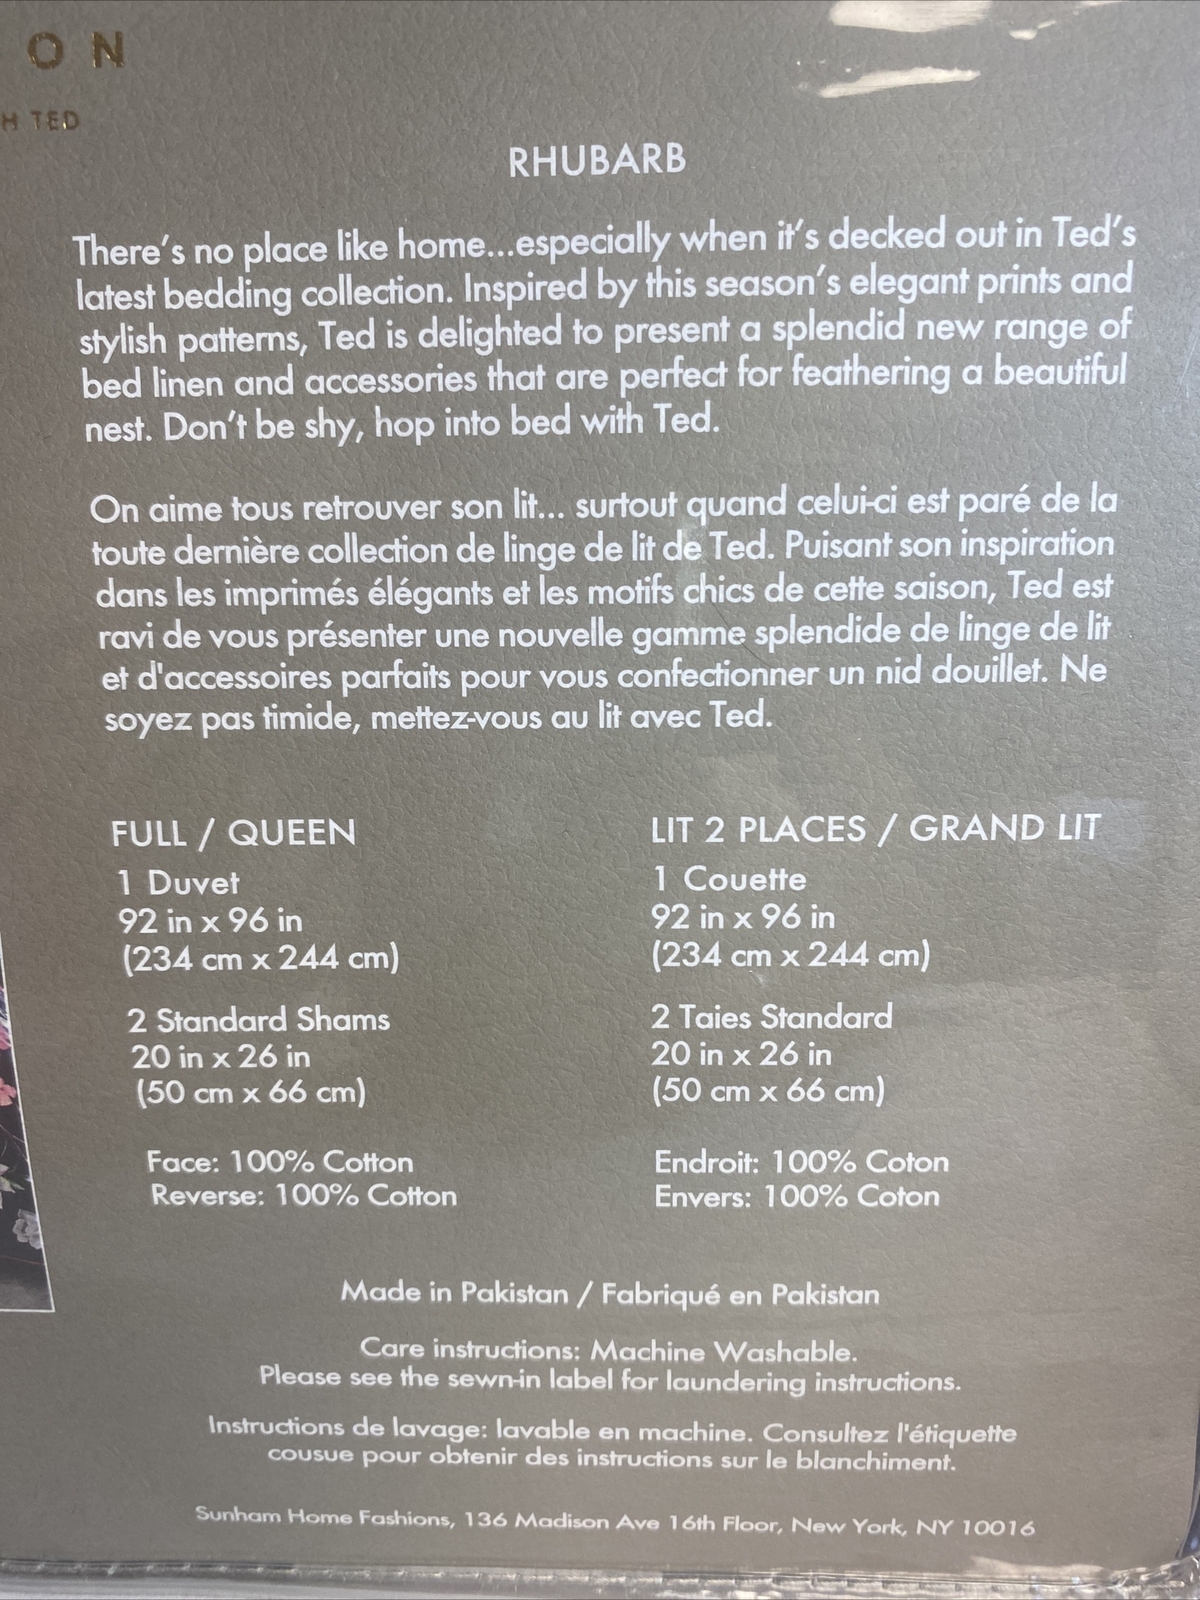 O N
H TED
RHUBARB
There's no place like home...especially when it's decked out in Ted's
latest bedding collection. Inspired by this season's elegant prints and
stylish patterns, Ted is delighted to present a splendid new range of
bed linen and accessories that are perfect for feathering a beautiful
nest. Don't be shy, hop into bed with Ted.
On aime tous retrouver son lit... surtout quand celui-ci est paré de la
toute dernière collection de linge de lit de Ted. Puisant son inspiration
dans les imprimés élégants et les motifs chics de cette saison, Ted est
ravi de vous présenter une nouvelle gamme splendide de linge de lit
et d'accessoires parfaits pour vous confectionner un nid douillet. Ne
soyez pas timide, mettez-vous au lit avec Ted.
FULL / QUEEN
1 Duvet
92 in x 96 in
(234 cm x 244 cm)
2 Standard Shams
20 in x 26 in
(50 cm x 66 cm)
Face: 100% Cotton
Reverse: 100% Cotton
LIT 2 PLACES / GRAND LIT
1 Couette
92 in x 96 in
(234 cm x 244 cm)
2 Taies Standard
20 in x 26 in
(50 cm x 66 cm)
Endroit: 100% Coton
Envers: 100% Coton
Made in Pakistan / Fabriqué en Pakistan
Care instructions: Machine Washable.
Please see the sewn-in label for laundering instructions.
Instructions de lavage: lavable en machine. Consultez l'étiquette
cousue pour obtenir des instructions sur le blanchiment.
Sunham Home Fashions, 136 Madison Ave 16th Floor, New York, NY 10016